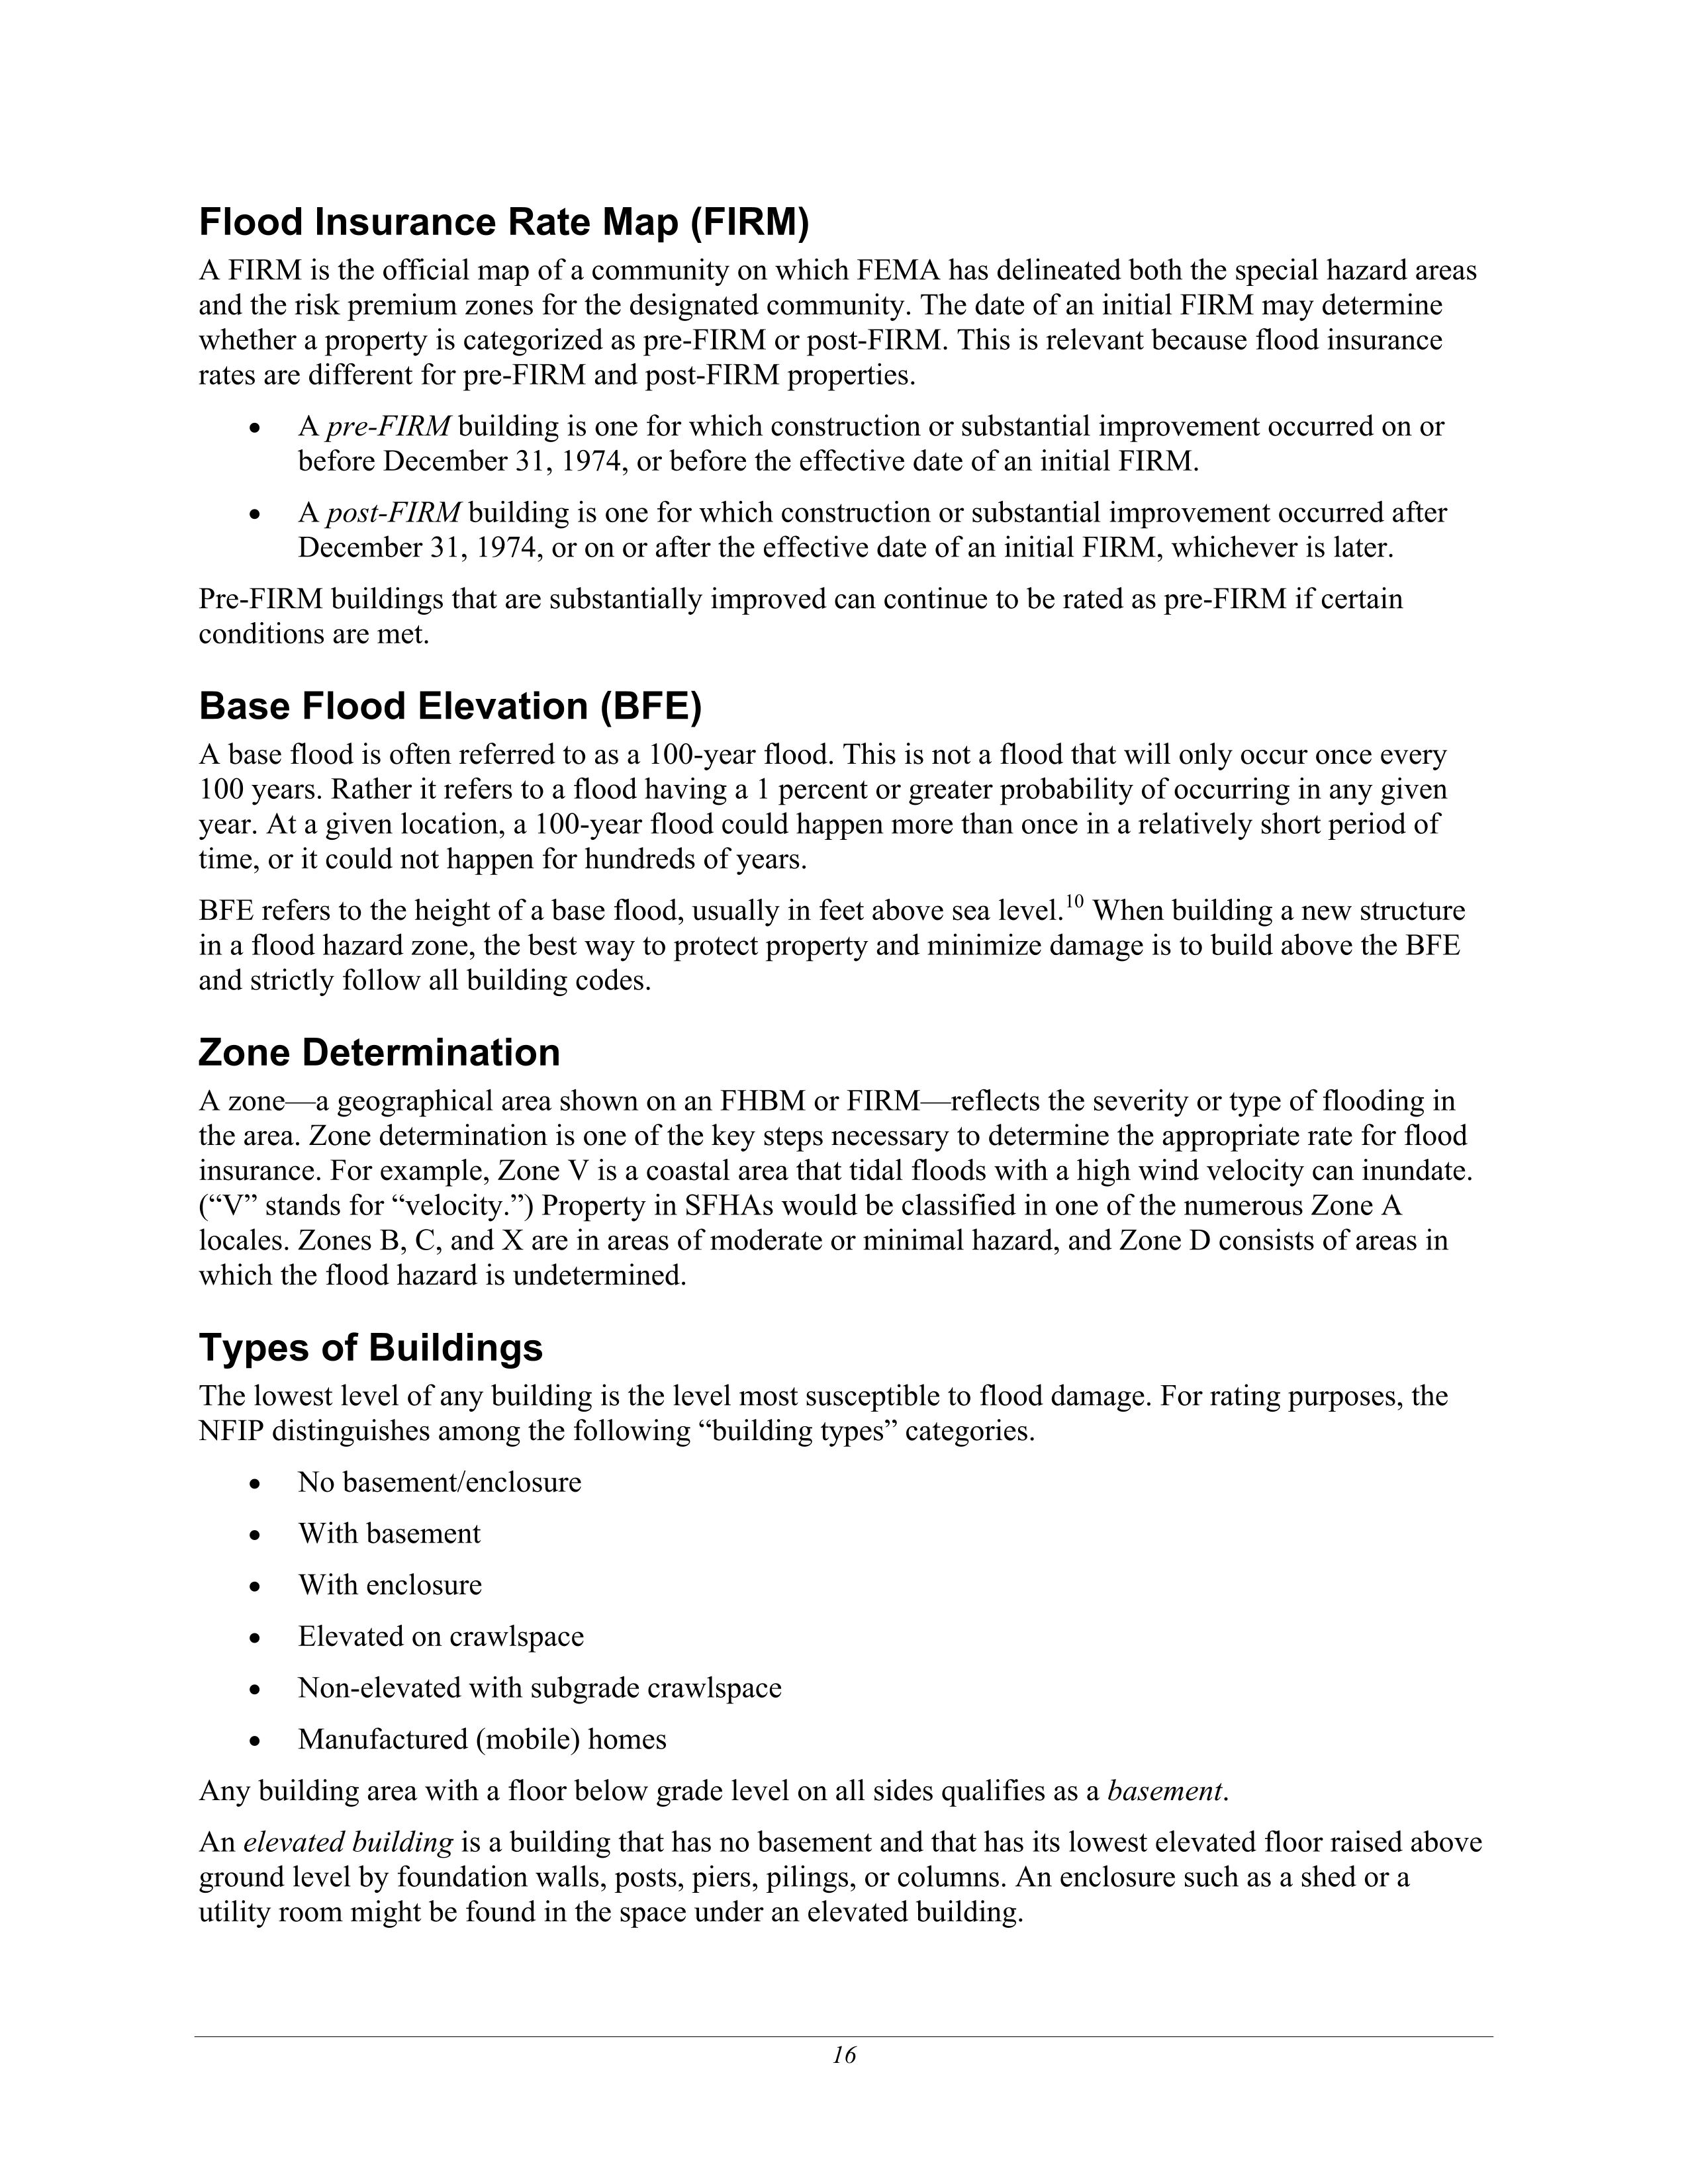 Flood Insurance Rate Map (FIRM)
A FIRM is the official map of a community on which FEMA has delineated both the special hazard areas
and the risk premium zones for the designated community. The date of an initial FIRM may determine
whether a property is categorized as pre-FIRM or post-FIRM. This is relevant because flood insurance
rates are different for pre-FIRM and post-FIRM properties.
• A pre-FIRM building is one for which construction or substantial improvement occurred on or
before December 31, 1974, or before the effective date of an initial FIRM.
• A post-FIRM building is one for which construction or substantial improvement occurred after
December 31, 1974, or on or after the effective date of an initial FIRM, whichever is later.
Pre-FIRM buildings that are substantially improved can continue to be rated as pre-FIRM if certain
conditions are met.
Base Flood Elevation (BFE)
A base flood is often referred to as a 100-year flood. This is not a flood that will only occur once every
100 years. Rather it refers to a flood having a 1 percent or greater probability of occurring in any given
year. At a given location, a 100-year flood could happen more than once in a relatively short period of
time, or it could not happen for hundreds of years.
BFE refers to the height of a base flood, usually in feet above sea level.10 When building a new structure
in a flood hazard zone, the best way to protect property and minimize damage is to build above the BFE
and strictly follow all building codes.
Zone Determination
A zone—a geographical area shown on an FHBM or FIRM—reflects the severity or type of flooding in
the area. Zone determination is one of the key steps necessary to determine the appropriate rate for flood
insurance. For example, Zone V is a coastal area that tidal floods with a high wind velocity can inundate.
(“V” stands for “velocity.”) Property in SFHAs would be classified in one of the numerous Zone A
locales. Zones B, C, and X are in areas of moderate or minimal hazard, and Zone D consists of areas in
which the flood hazard is undetermined.
Types of Buildings
The lowest level of any building is the level most susceptible to flood damage. For rating purposes, the
NFIP distinguishes among the following “building types” categories.
• No basement/enclosure
• With basement
• With enclosure
• Elevated on crawlspace
• Non-elevated with subgrade crawlspace
• Manufactured (mobile) homes
Any building area with a floor below grade level on all sides qualifies as a basement.
An elevated building is a building that has no basement and that has its lowest elevated floor raised above
ground level by foundation walls, posts, piers, pilings, or columns. An enclosure such as a shed or a
utility room might be found in the space under an elevated building.
16